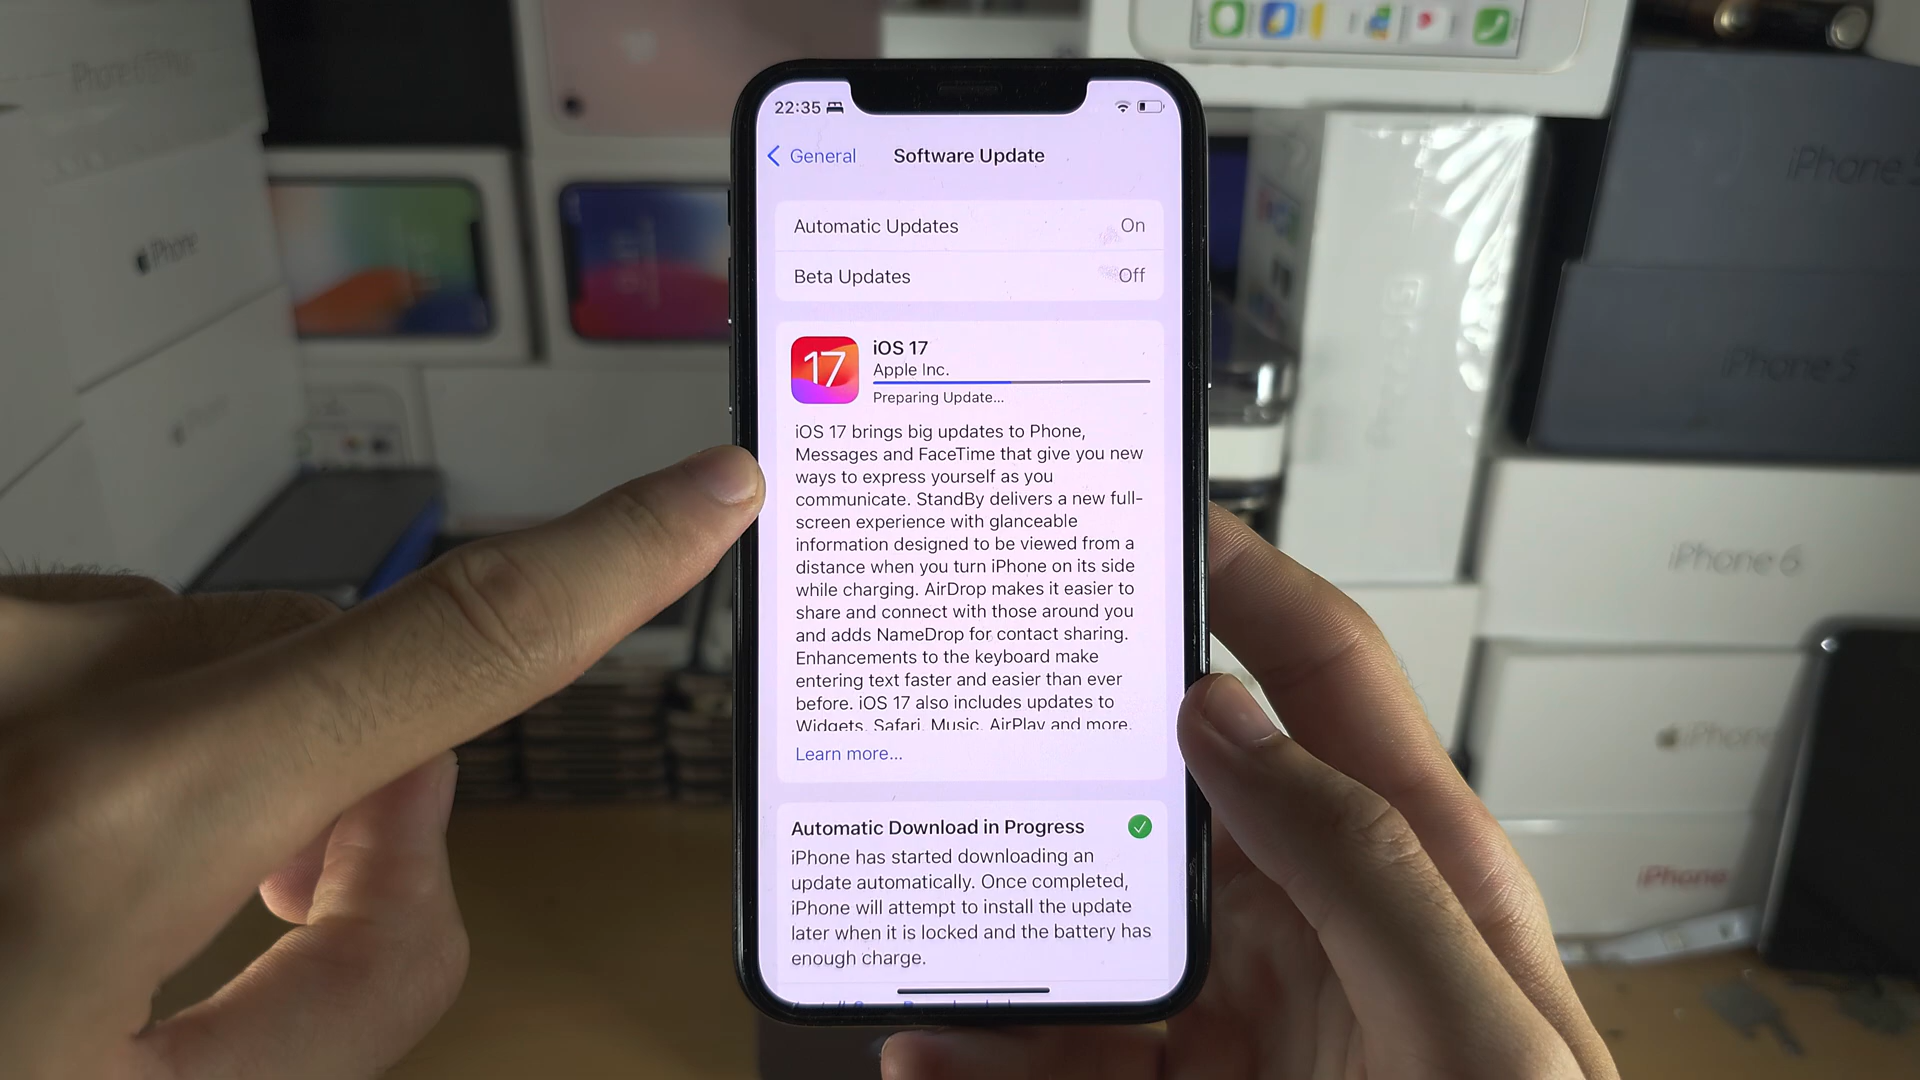 22:35
General
Software Update
Automatic Updates
On
Beta Updates
Off
17
iOS 17
Apple Inc.
Preparing Update...
iOS 17 brings big updates to Phone,
Messages and FaceTime that give you new
ways to express yourself as you
communicate. StandBy delivers a new full-
screen experience with glanceable
information designed to be viewed from a
distance when you turn iPhone on its side
while charging. AirDrop makes it easier to
share and connect with those around you
and adds NameDrop for contact sharing.
Enhancements to the keyboard make
entering text faster and easier than ever
before. iOS 17 also includes updates to
Widgets, Safari, Music, AirPlay and more.
Learn more...
Automatic Download in Progress
iPhone has started downloading an
update automatically. Once completed,
iPhone will attempt to install the update
later when it is locked and the battery has
enough charge.
iPhone
iPhone 5
iPhone 6
iPhone
iPhone